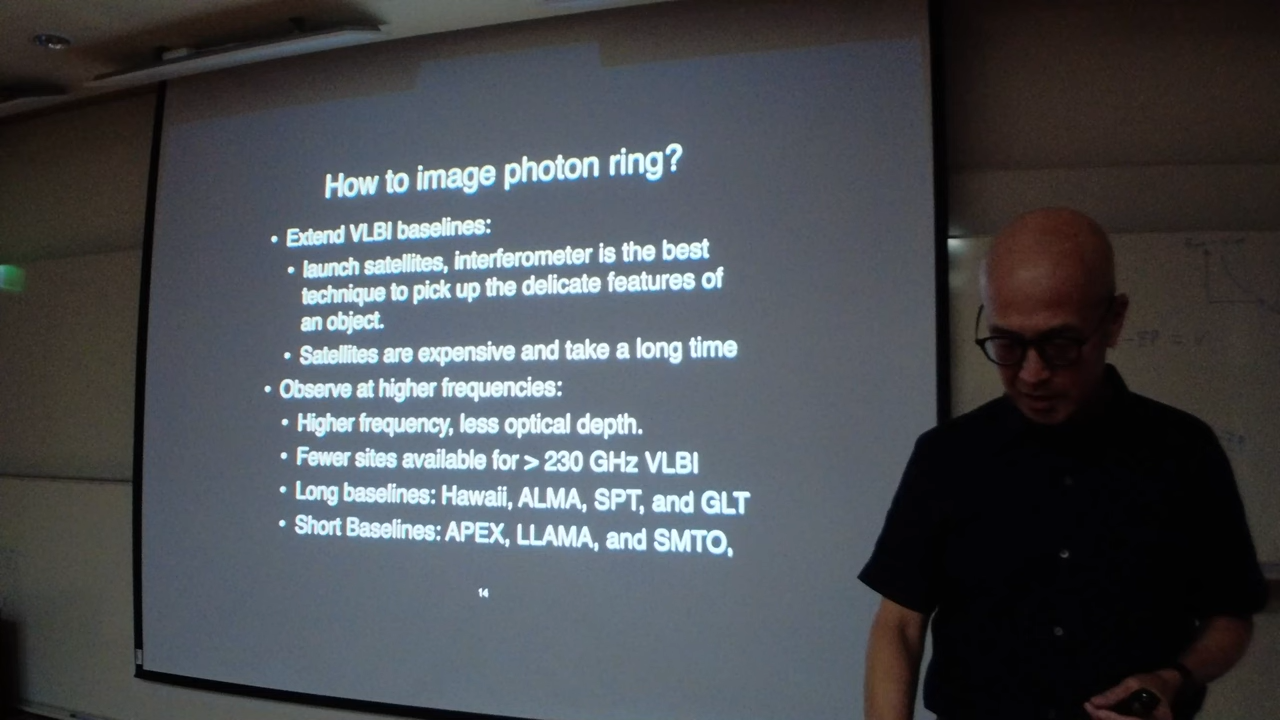 How to image photon ring?
• Extend VLBI baselines:
• launch satellites, interferometer is the best
technique to pick up the delicate features of
an object.
• Satellites are expensive and take a long time
• Observe at higher frequencies:
• Higher frequency, less optical depth.
• Fewer sites available for > 230 GHz VLBI
• Long baselines: Hawaii, ALMA, SPT, and GLT
• Short Baselines: APEX, LLAMA, and SMTO,
14